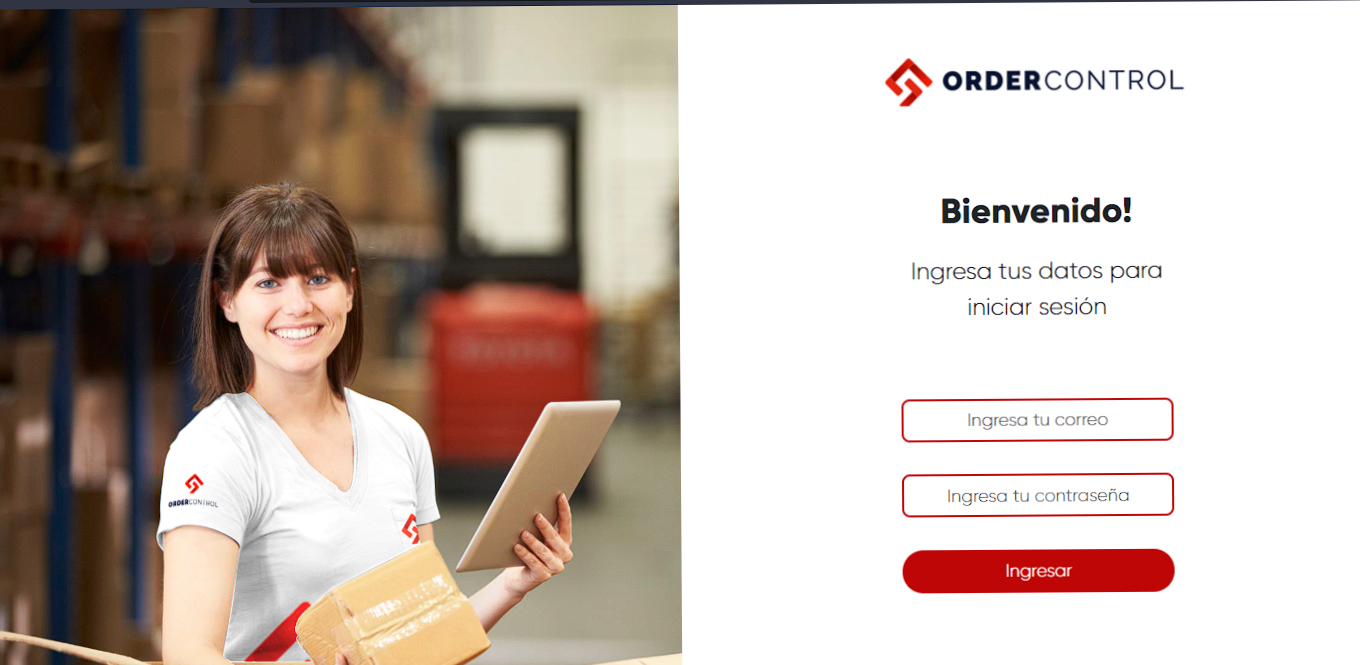 ORDERCONTROL
Bienvenido!
Ingresa tus datos para
iniciar sesión
Ingresa tu correo
Ingresa tu contraseña
Ingresar
ORDERCONTROL